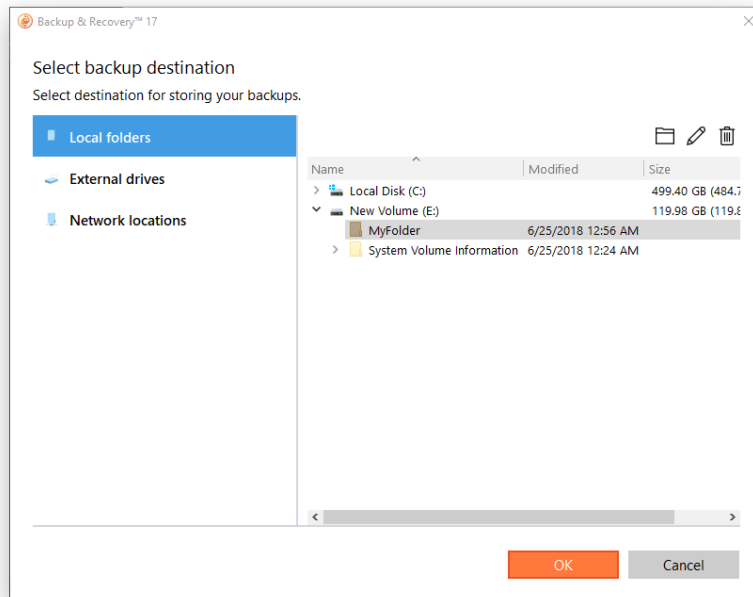 Backup & Recovery™ 17
Select backup destination
Select destination for storing your backups.
Local folders
External drives
Network locations
Name Modified Size
Local Disk (C:) 499.40 GB (484.7
New Volume (E:) 119.98 GB (119.8
MyFolder 6/25/2018 12:56 AM
System Volume Information 6/25/2018 12:24 AM
OK Cancel